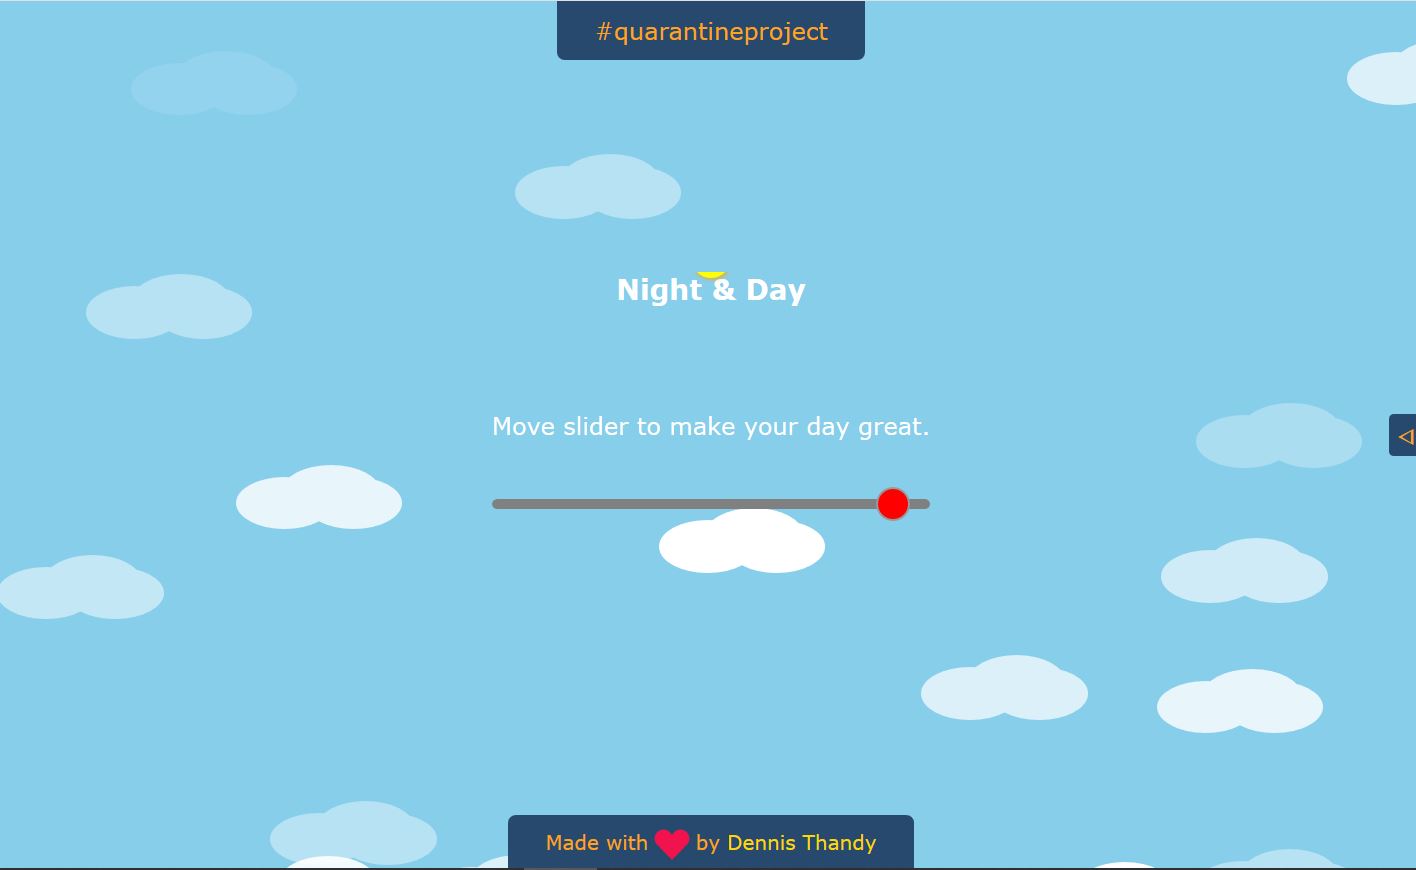 #quarantineproject
Night & Day
Move slider to make your day great.
Made with by Dennis Thandy